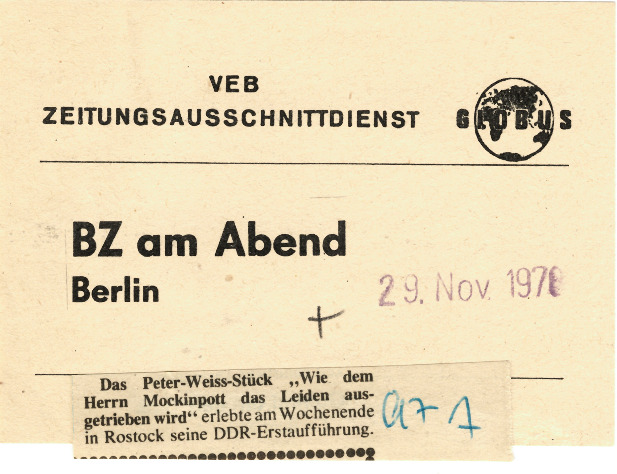 VEB
ZEITUNGSAUSSCHNITTDIENST GLOBUS
BZ am Abend
Berlin
29. Nov. 1978
Das Peter-Weiss-Stück „Wie dem
Herrn Mockinpott das Leiden aus-
getrieben wird“ erlebte am Wochenende
in Rostock seine DDR-Erstaufführung.